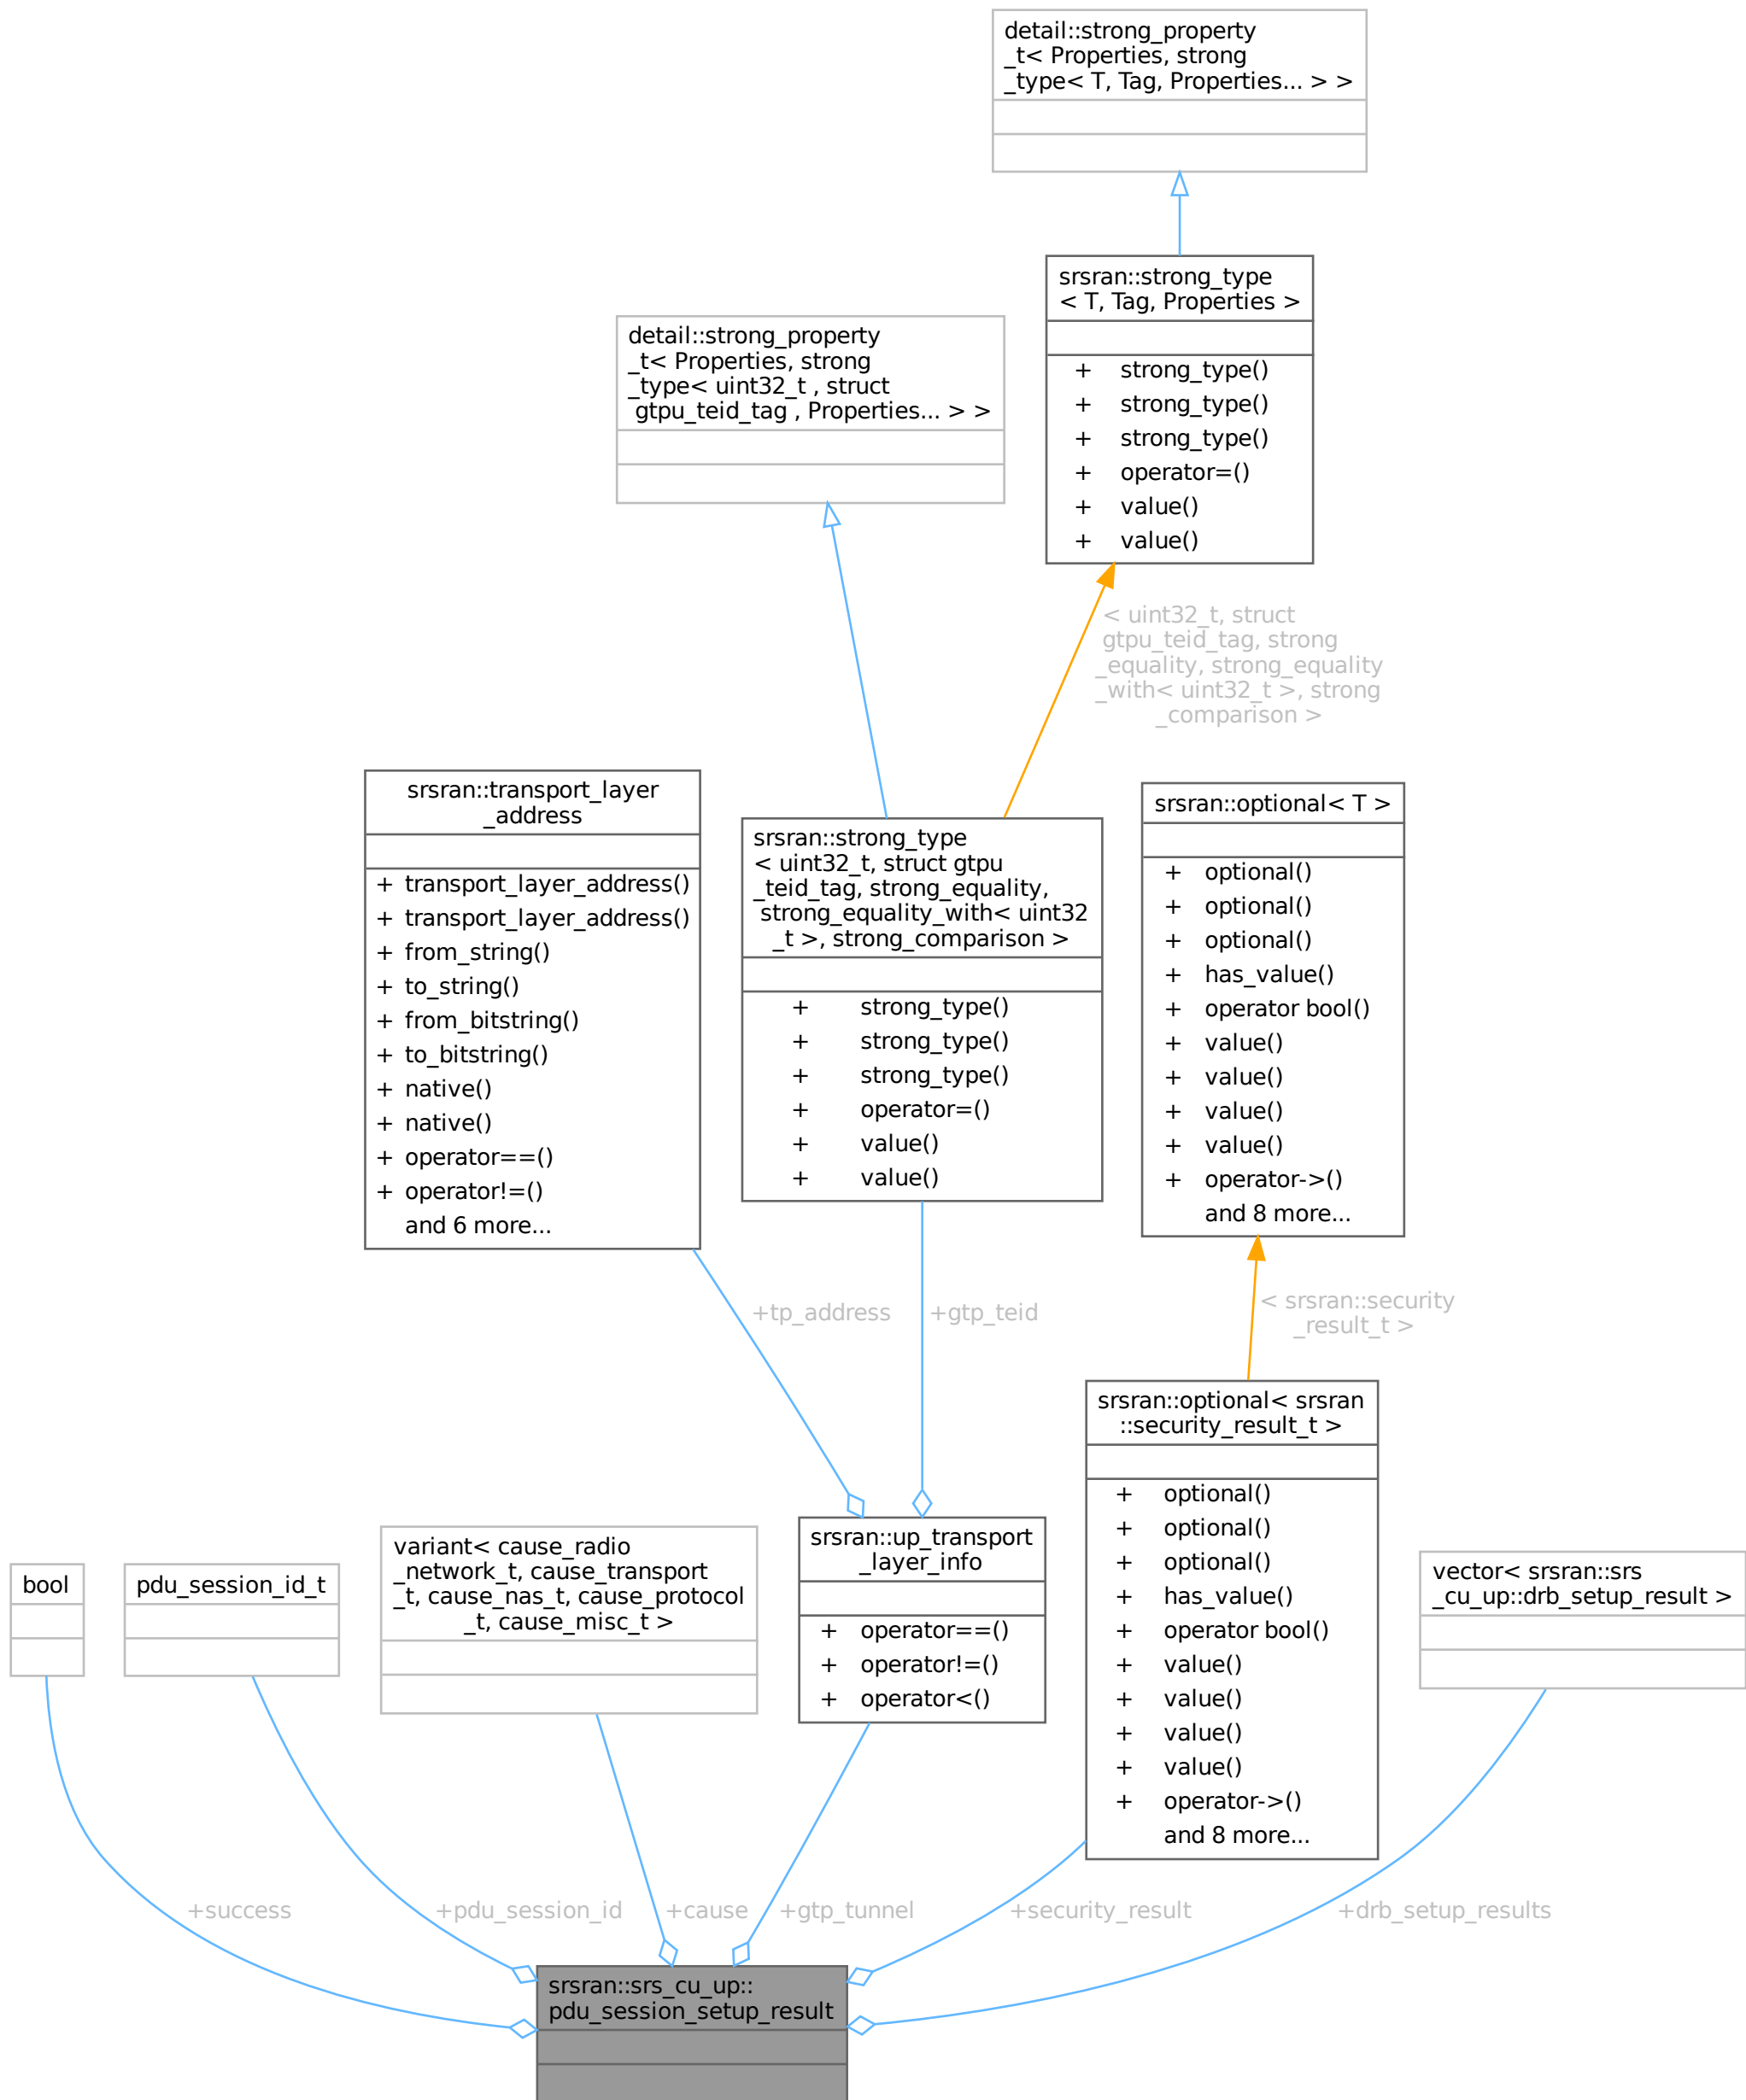 detail::strong_property
_t< Properties, strong
_type< T, Tag, Properties... > >
srsran::strong_type
< T, Tag, Properties >
+ strong_type()
+ strong_type()
+ strong_type()
+ operator=()
+ value()
+ value()
detail::strong_property
_t< Properties, strong
_type< uint32_t , struct
gtpu_teid_tag , Properties... > >
< uint32_t, struct
gtpu_teid_tag, strong
_equality, strong_equality
_with< uint32_t >, strong
_comparison >
srsran::transport_layer
_address
+ transport_layer_address()
+ transport_layer_address()
+ from_string()
+ to_string()
+ from_bitstring()
+ to_bitstring()
+ native()
+ native()
+ operator==()
+ operator!=()
and 6 more...
srsran::strong_type
< uint32_t, struct gtpu
_teid_tag, strong_equality,
strong_equality_with< uint32
_t >, strong_comparison >
+ strong_type()
+ strong_type()
+ strong_type()
+ operator=()
+ value()
+ value()
srsran::optional< T >
+ optional()
+ optional()
+ optional()
+ has_value()
+ operator bool()
+ value()
+ value()
+ value()
+ value()
+ operator->()
and 8 more...
+tp_address
+gtp_teid
< srsran::security
_result_t >
bool
pdu_session_id_t
variant< cause_radio
_network_t, cause_transport
_t, cause_nas_t, cause_protocol
_t, cause_misc_t >
srsran::up_transport
_layer_info
+ operator==()
+ operator!=()
+ operator<()
srsran::optional< srsran
::security_result_t >
+ optional()
+ optional()
+ optional()
+ has_value()
+ operator bool()
+ value()
+ value()
+ value()
+ value()
+ operator->()
and 8 more...
vector< srsran::srs
_cu_up::drb_setup_result >
+success
+pdu_session_id
+cause
+gtp_tunnel
+security_result
+drb_setup_results
srsran::srs_cu_up::
pdu_session_setup_result